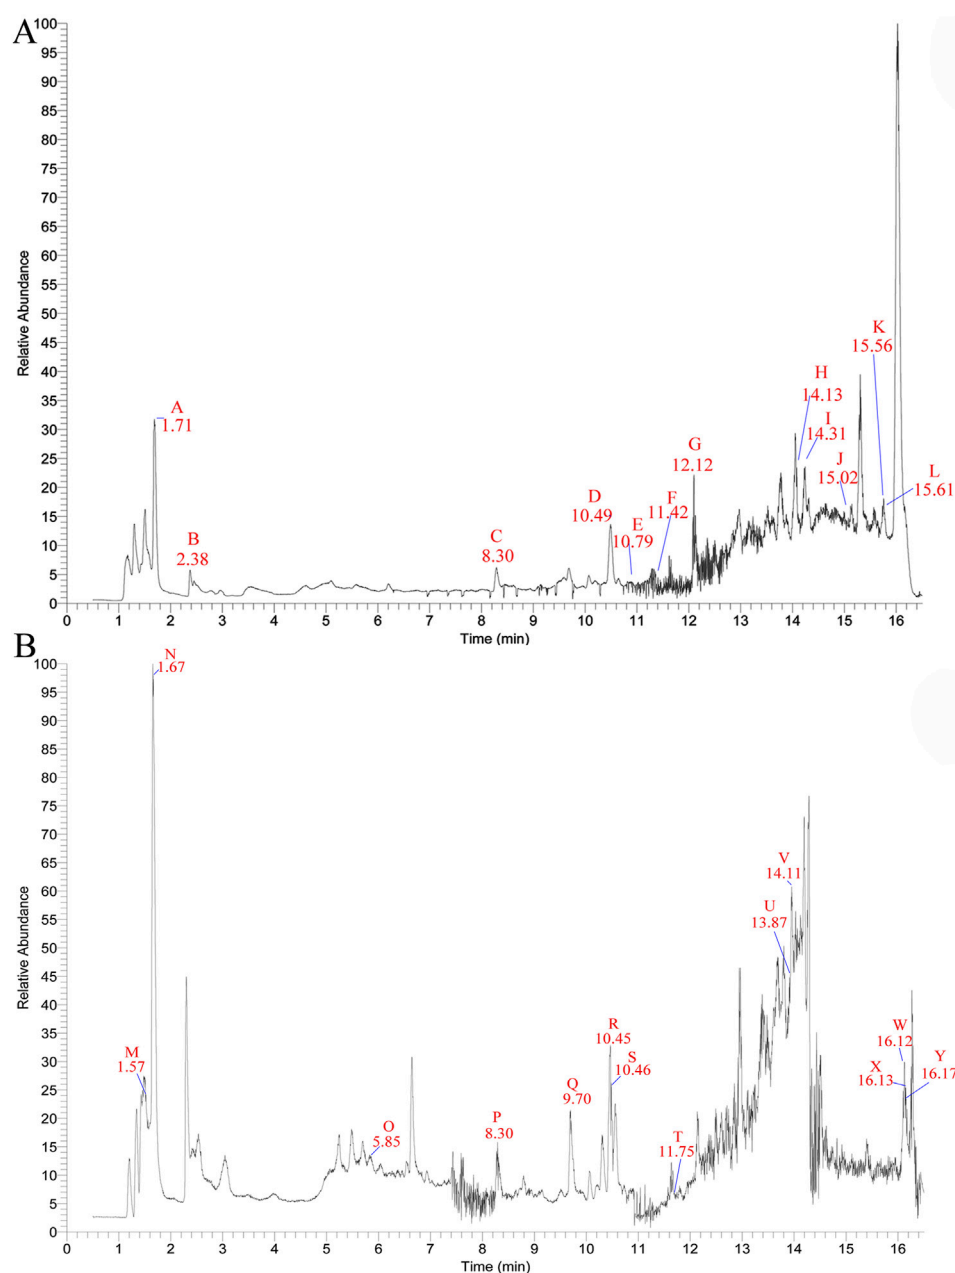 A
100
95
90
85
80
75
70
65
60
55
50
45
40
35
30
25
20
15
10
5
0
Relative Abundance
A
1.71
B
2.38
C
8.30
D
10.49
E
10.79
F
11.42
G
12.12
H
14.13
I
14.31
J
15.02
K
15.56
L
15.61
0 1 2 3 4 5 6 7 8 9 10 11 12 13 14 15 16
Time (min)
B
100
95
90
85
80
75
70
65
60
55
50
45
40
35
30
25
20
15
10
5
0
Relative Abundance
M
1.57
N
1.67
O
5.85
P
8.30
Q
9.70
R
10.45
S
10.46
T
11.75
U
13.87
V
14.11
W
16.12
X
16.13
Y
16.17
0 1 2 3 4 5 6 7 8 9 10 11 12 13 14 15 16
Time (min)